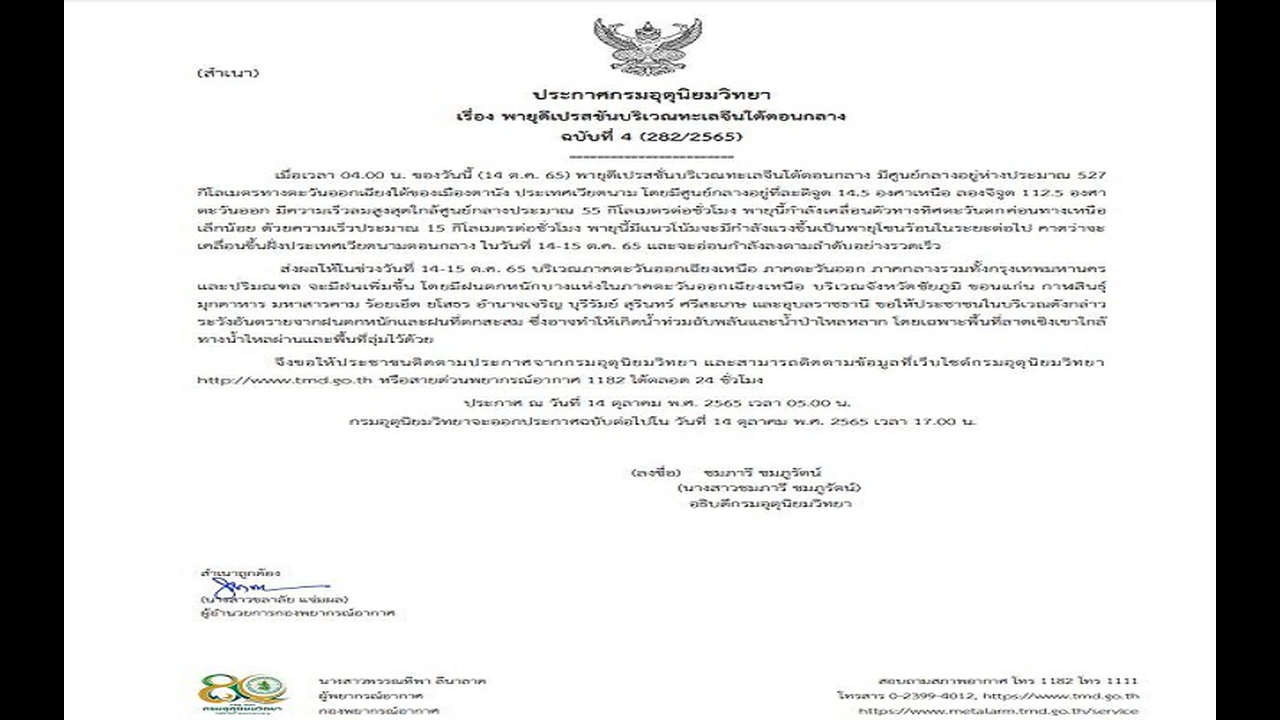 (สำเนา)
ประกาศกรมอุตุนิยมวิทยา
เรื่อง พายุดีเปรสชันบริเวณทะเลจีนใต้ตอนกลาง
ฉบับที่ 4 (282/2565)
------------------------
เมื่อเวลา 04.00 น. ของวันนี้ (14 ต.ค. 65) พายุดีเปรสชันบริเวณทะเลจีนใต้ตอนกลาง มีศูนย์กลางอยู่ห่างประมาณ 527
กิโลเมตรทางตะวันออกเฉียงใต้ของเมืองดานัง ประเทศเวียดนาม โดยมีศูนย์กลางอยู่ที่ละติจูด 14.5 องศาเหนือ ลองจิจูด 112.5 องศา
ตะวันออก มีความเร็วลมสูงสุดใกล้ศูนย์กลางประมาณ 55 กิโลเมตรต่อชั่วโมง พายุนี้กำลังเคลื่อนตัวทางทิศตะวันตกค่อนทางเหนือ
เล็กน้อย ด้วยความเร็วประมาณ 15 กิโลเมตรต่อชั่วโมง พายุนี้มีแนวโน้มจะมีกำลังแรงขึ้นเป็นพายุโซนร้อนในระยะต่อไป คาดว่าจะ
เคลื่อนขึ้นฝั่งประเทศเวียดนามตอนกลาง ในวันที่ 14-15 ต.ค. 65 และจะอ่อนกำลังลงตามลำดับอย่างรวดเร็ว
ส่งผลให้ในช่วงวันที่ 14-15 ต.ค. 65 บริเวณภาคตะวันออกเฉียงเหนือ ภาคตะวันออก ภาคกลางรวมทั้งกรุงเทพมหานคร
และปริมณฑล จะมีฝนเพิ่มขึ้น โดยมีฝนตกหนักบางแห่งในภาคตะวันออกเฉียงเหนือ บริเวณจังหวัดชัยภูมิ ขอนแก่น กาฬสินธุ์
มุกดาหาร มหาสารคาม ร้อยเอ็ด ยโสธร อำนาจเจริญ บุรีรัมย์ สุรินทร์ ศรีสะเกษ และอุบลราชธานี ขอให้ประชาชนในบริเวณดังกล่าว
ระวังอันตรายจากฝนตกหนักและฝนที่ตกสะสม ซึ่งอาจทำให้เกิดน้ำท่วมฉับพลันและน้ำป่าไหลหลาก โดยเฉพาะพื้นที่ลาดเชิงเขาใกล้
ทางน้ำไหลผ่านและพื้นที่ลุ่มไว้ด้วย
จึงขอให้ประชาชนติดตามประกาศจากกรมอุตุนิยมวิทยา และสามารถติดตามข้อมูลที่เว็บไซต์กรมอุตุนิยมวิทยา
http://www.tmd.go.th หรือสายด่วนพยากรณ์อากาศ 1182 ได้ตลอด 24 ชั่วโมง
ประกาศ ณ วันที่ 14 ตุลาคม พ.ศ. 2565 เวลา 05.00 น.
กรมอุตุนิยมวิทยาจะออกประกาศฉบับต่อไปใน วันที่ 14 ตุลาคม พ.ศ. 2565 เวลา 17.00 น.
(ลงชื่อ) ชมภารี ชมภูรัตน์
(นางสาวชมภารี ชมภูรัตน์)
อธิบดีกรมอุตุนิยมวิทยา
สำเนาถูกต้อง
(นางสาวชลาลัย แจ่มผล)
ผู้อำนวยการกองพยากรณ์อากาศ
80
กรมอุตุนิยมวิทยา
นางสาวพรรณทิพา ลีนาลาด
ผู้พยากรณ์อากาศ
กองพยากรณ์อากาศ
สอบถามสภาพอากาศ โทร 1182 โทร 1111
โทรสาร 0-2399-4012, https://www.tmd.go.th
https://www.metalarm.tmd.go.th/service